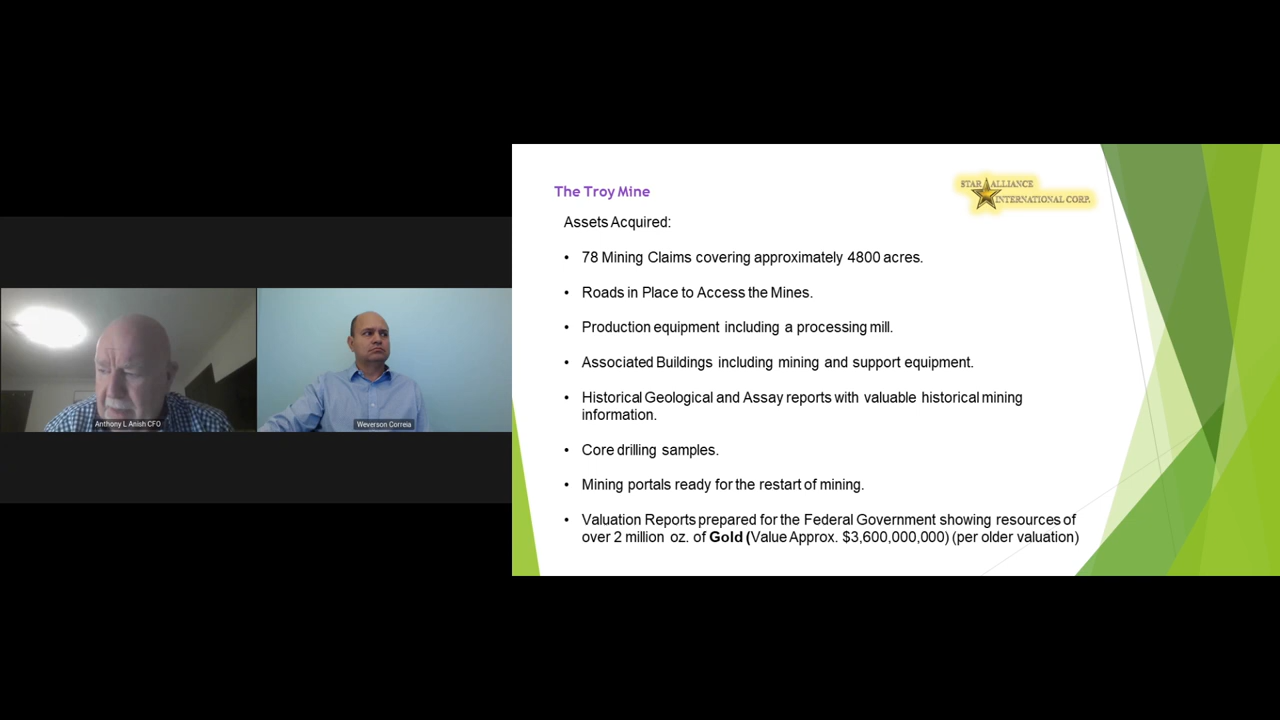 The Troy Mine
STAR ALLIANCE
INTERNATIONAL CORP.
Assets Acquired:
• 78 Mining Claims covering approximately 4800 acres.
• Roads in Place to Access the Mines.
• Production equipment including a processing mill.
• Associated Buildings including mining and support equipment.
• Historical Geological and Assay reports with valuable historical mining
information.
• Core drilling samples.
• Mining portals ready for the restart of mining.
• Valuation Reports prepared for the Federal Government showing resources of
over 2 million oz. of Gold (Value Approx. $3,600,000,000) (per older valuation)
Anthony L Anish CFO
Weverson Correia